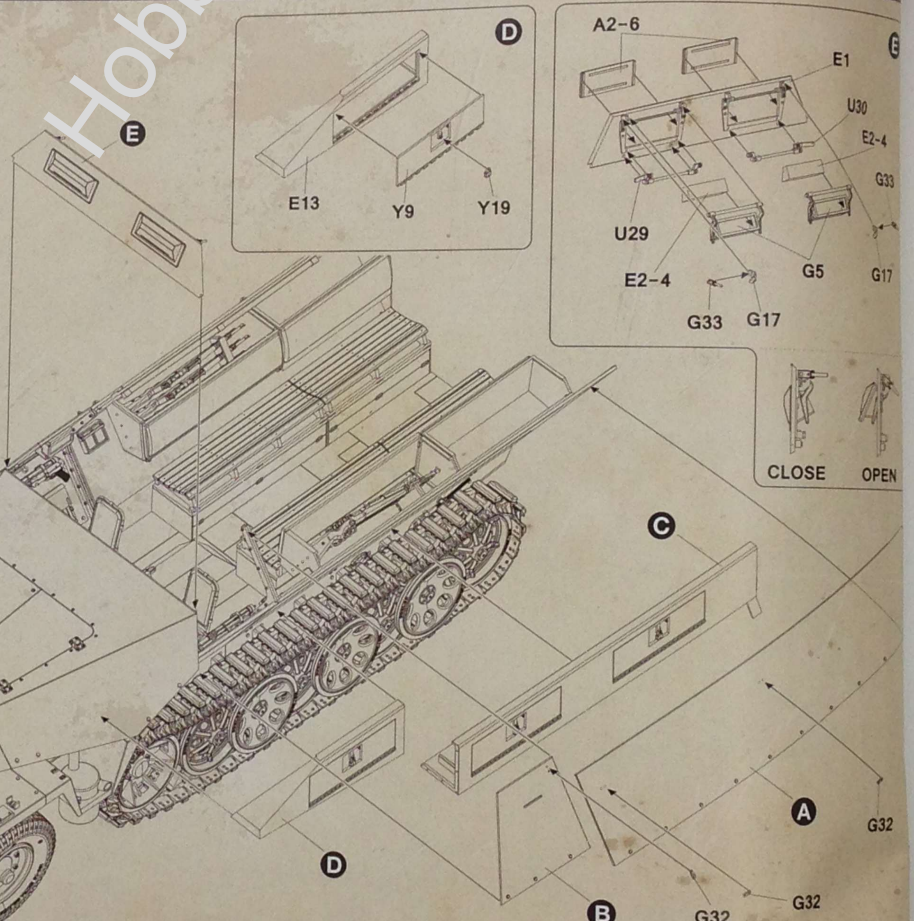 Hobb
D
A2-6
E
E1
U30
E2-4
G33
G17
E13
Y9
Y19
U29
E2-4
G5
G33
G17
E
CLOSE
OPEN
C
A
G32
D
B
G32
G32